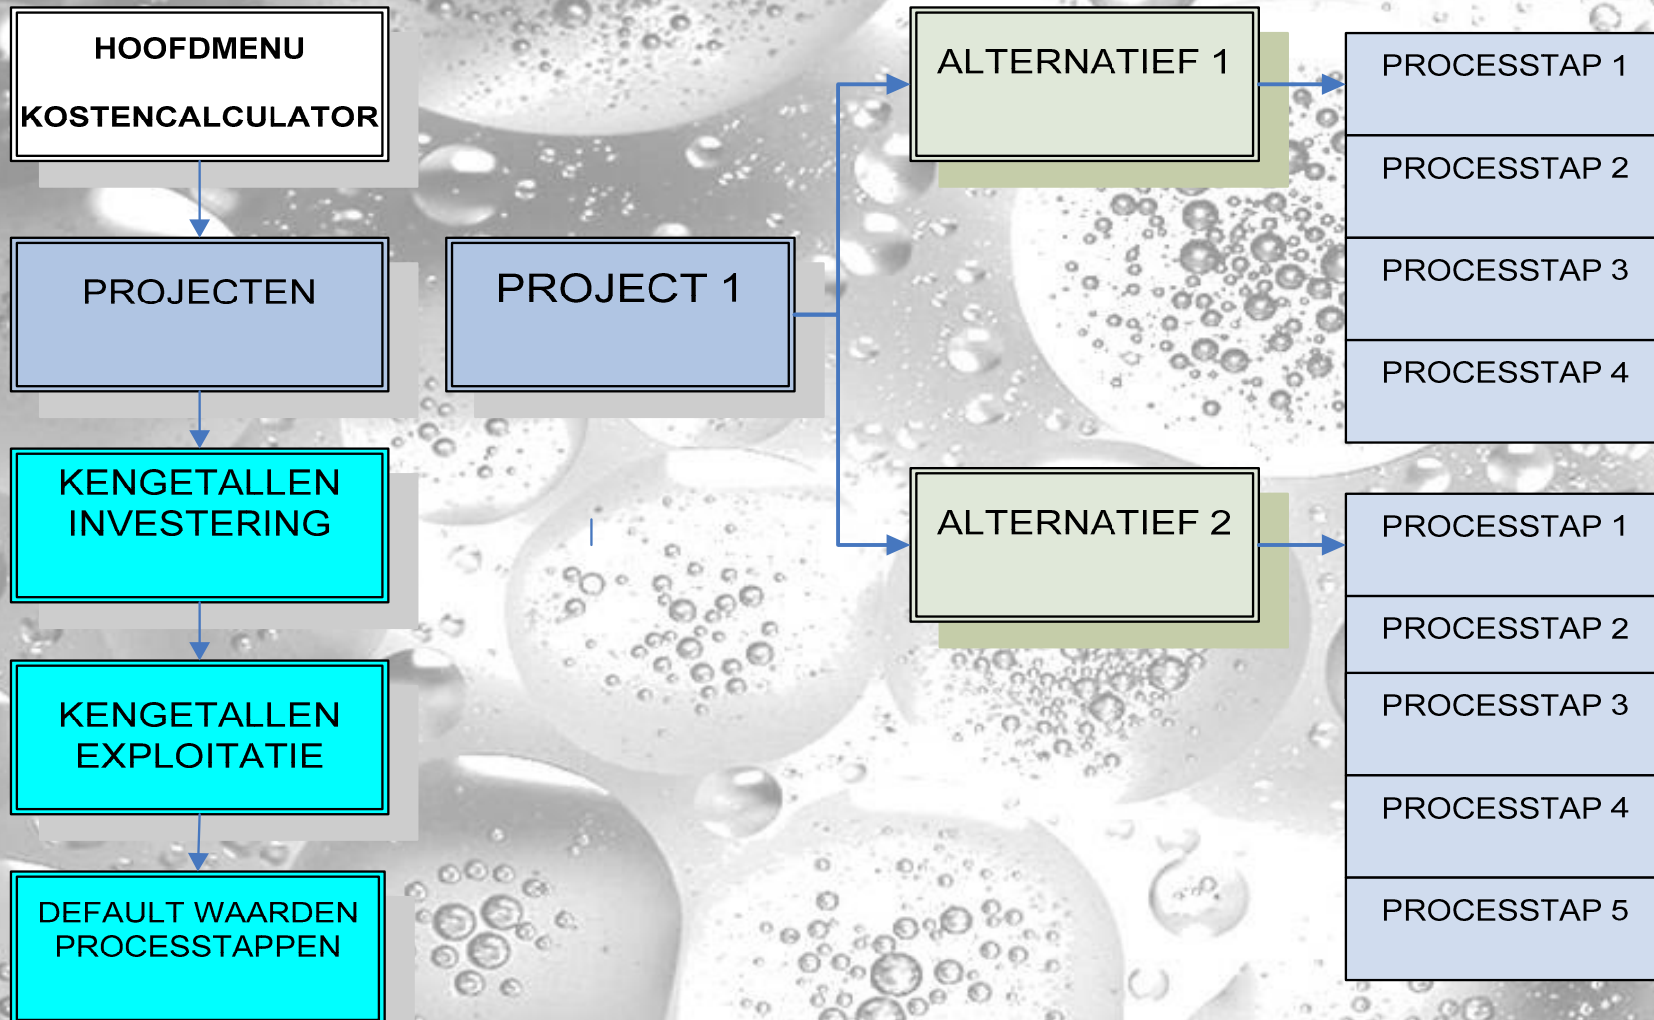 HOOFDMENU
KOSTENCALCULATOR
PROJECTEN
KENGETALLEN
INVESTERING
KENGETALLEN
EXPLOITATIE
DEFAULT WAARDEN
PROCESSTAPPEN
PROJECT 1
ALTERNATIEF 1
PROCESSTAP 1
PROCESSTAP 2
PROCESSTAP 3
PROCESSTAP 4
ALTERNATIEF 2
PROCESSTAP 1
PROCESSTAP 2
PROCESSTAP 3
PROCESSTAP 4
PROCESSTAP 5